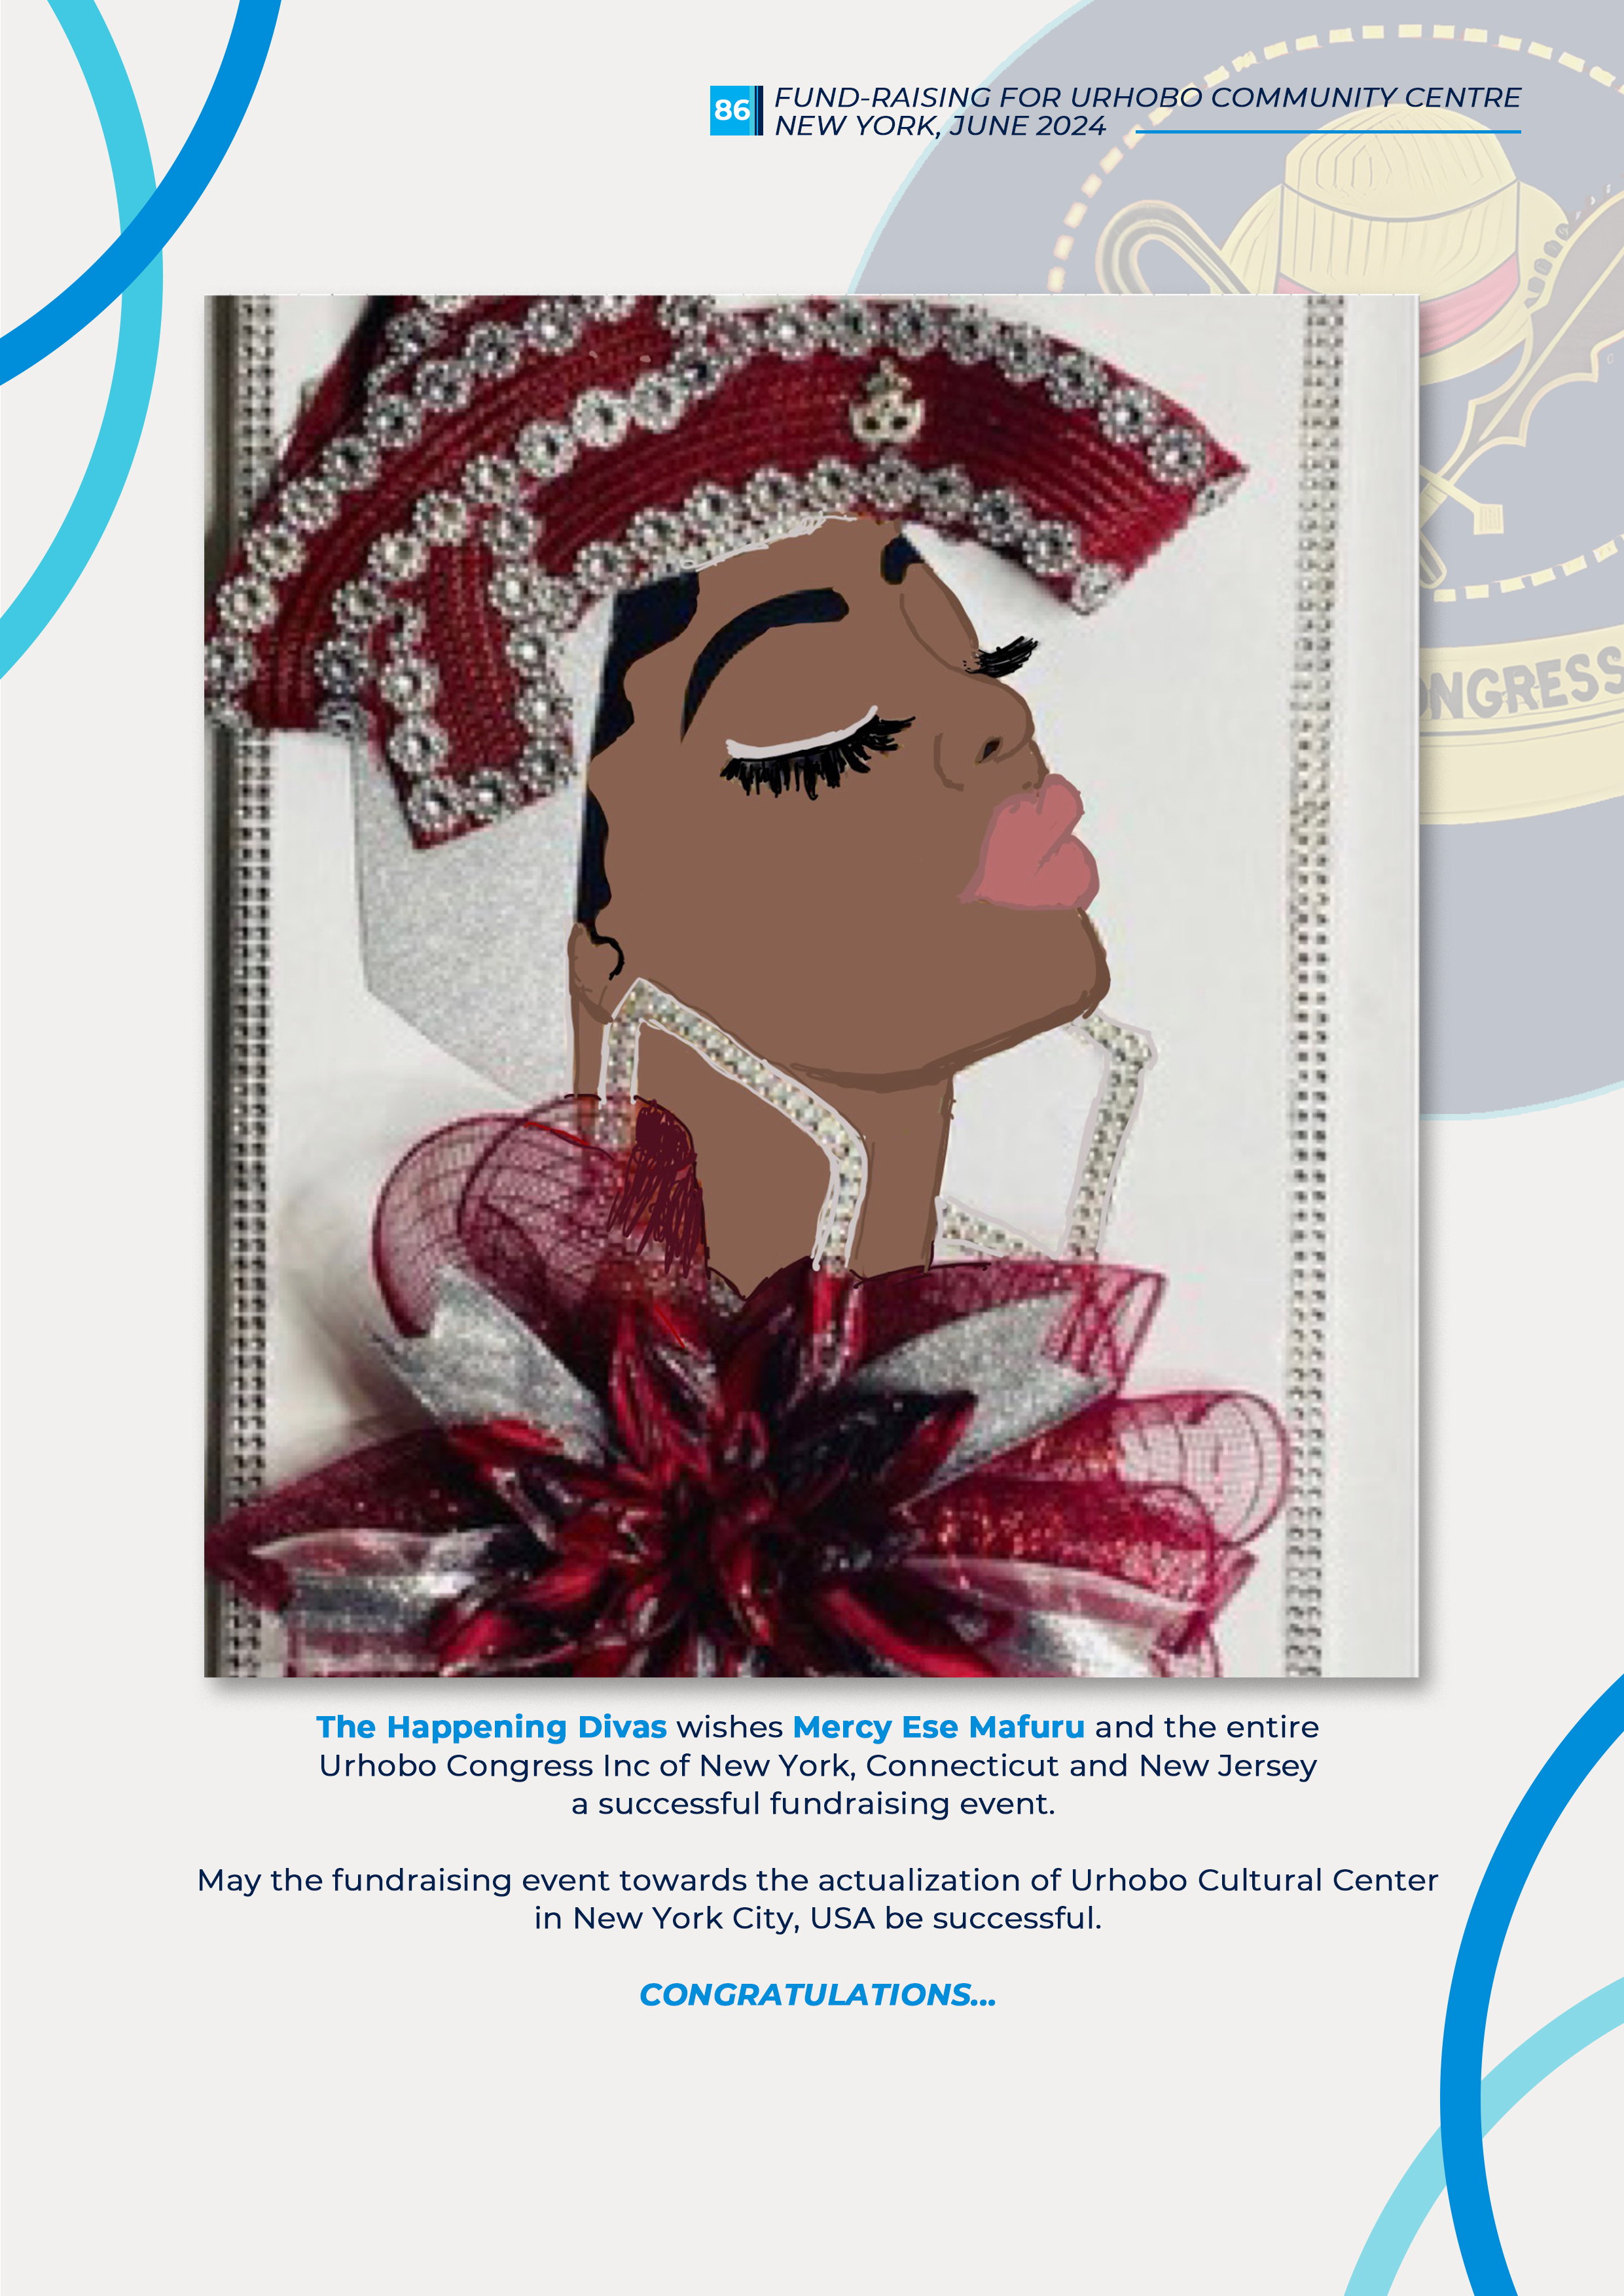 86
FUND-RAISING FOR URHOBO COMMUNITY CENTRE
NEW YORK, JUNE 2024
The Happening Divas wishes Mercy Ese Mafuru and the entire
Urhobo Congress Inc of New York, Connecticut and New Jersey
a successful fundraising event.
May the fundraising event towards the actualization of Urhobo Cultural Center
in New York City, USA be successful.
CONGRATULATIONS...